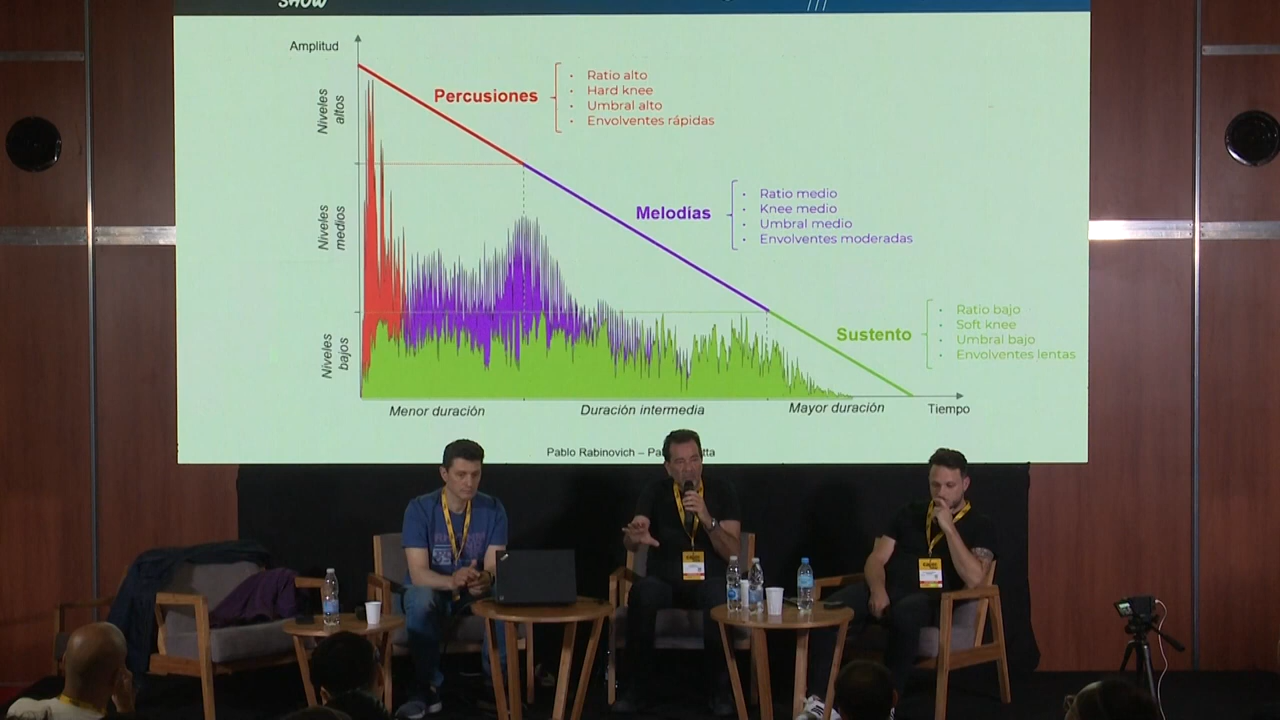 SHOW
Amplitud
Niveles
altos
Percusiones
• Ratio alto
• Hard knee
• Umbral alto
• Envolventes rápidas
Niveles
medios
Melodías
• Ratio medio
• Knee medio
• Umbral medio
• Envolventes moderadas
Niveles
bajos
Sustento
• Ratio bajo
• Soft knee
• Umbral bajo
• Envolventes lentas
Menor duración
Duración intermedia
Mayor duración
Tiempo
Pablo Rabinovich –